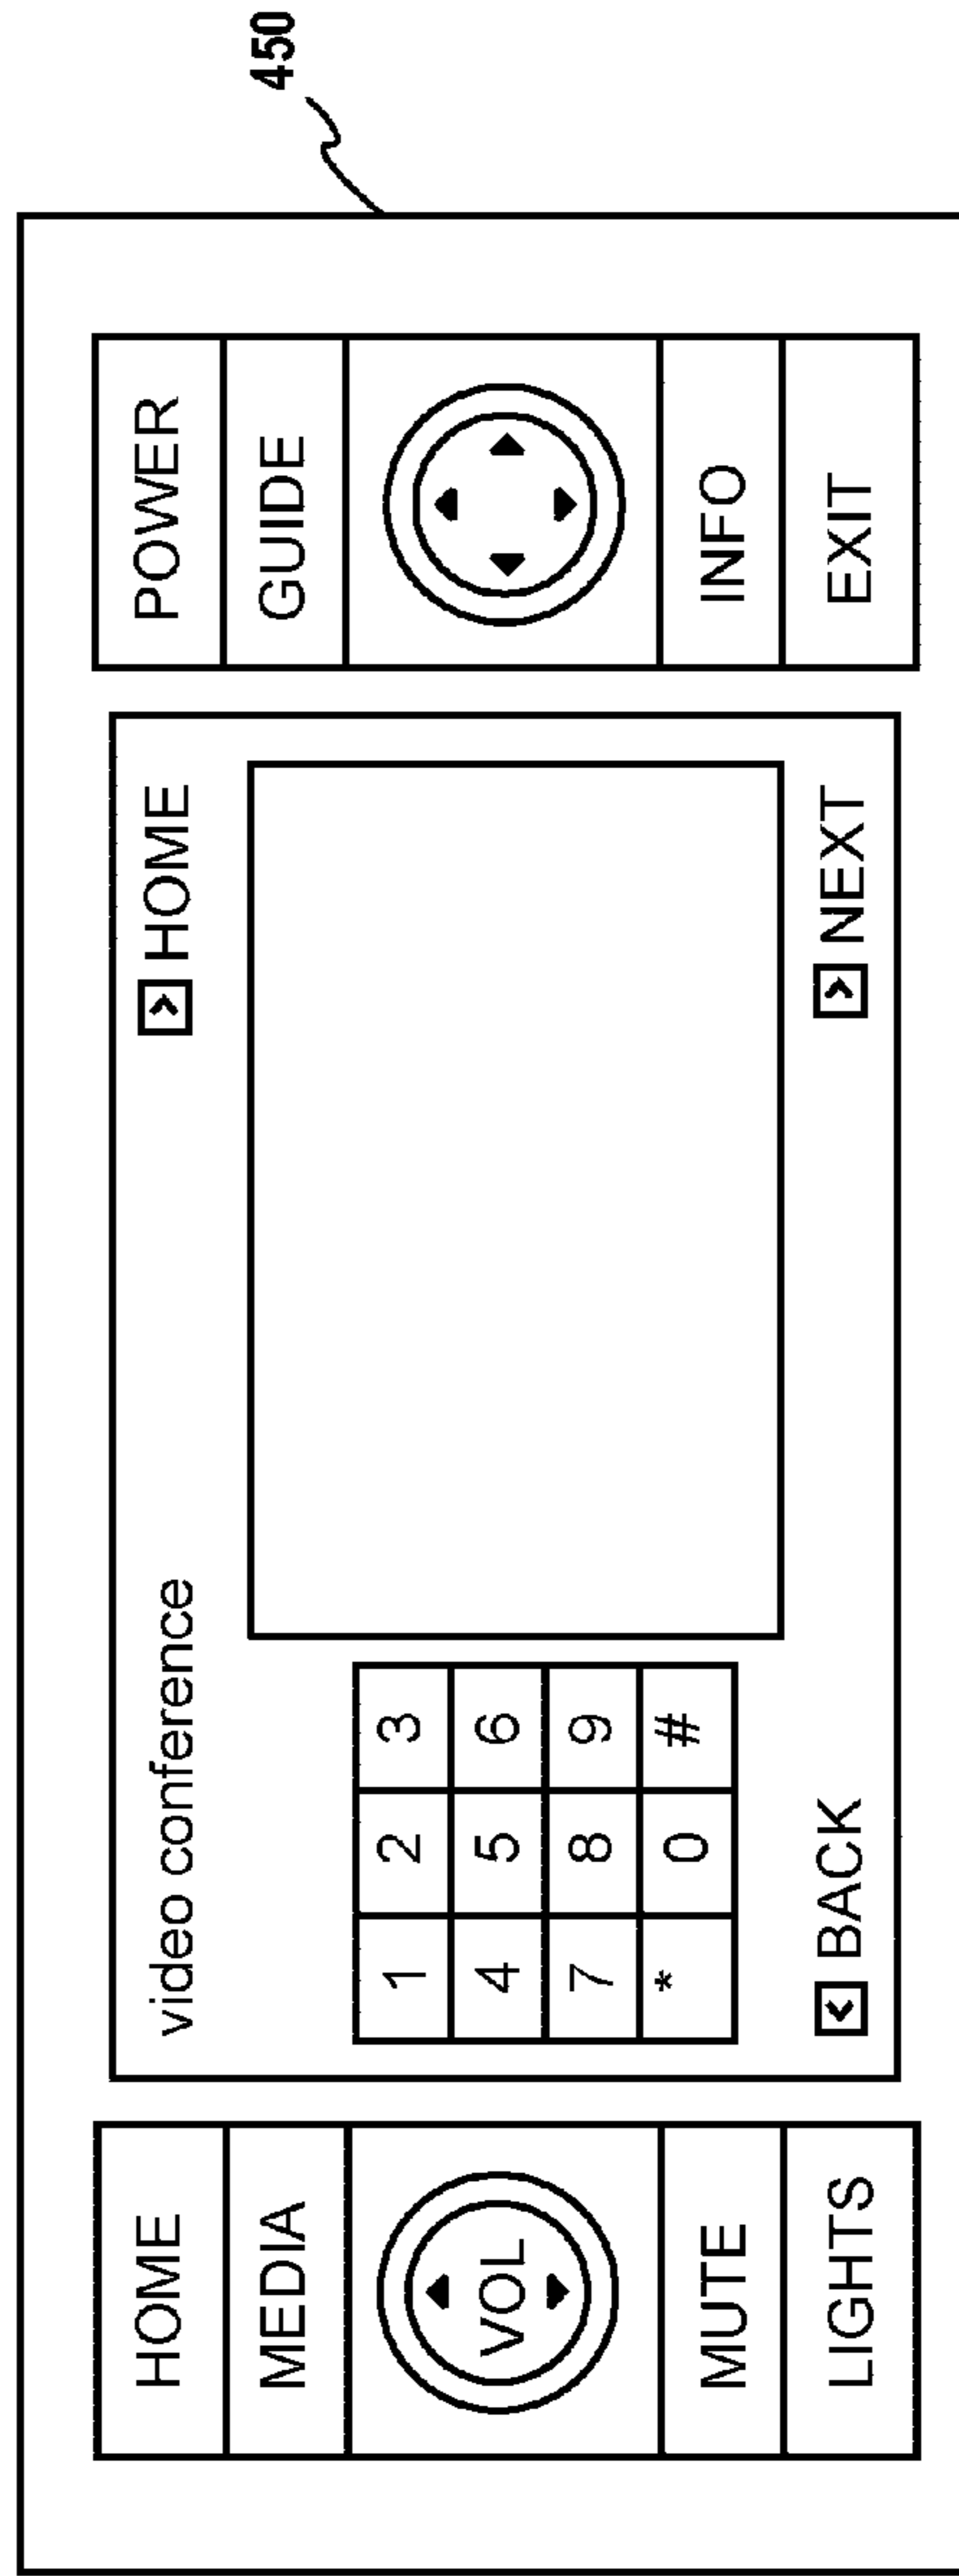 450
HOME
MEDIA
VOL
MUTE
LIGHTS
video conference
HOME
1 2 3
4 5 6
7 8 9
* 0 #
BACK
NEXT
POWER
GUIDE
INFO
EXIT